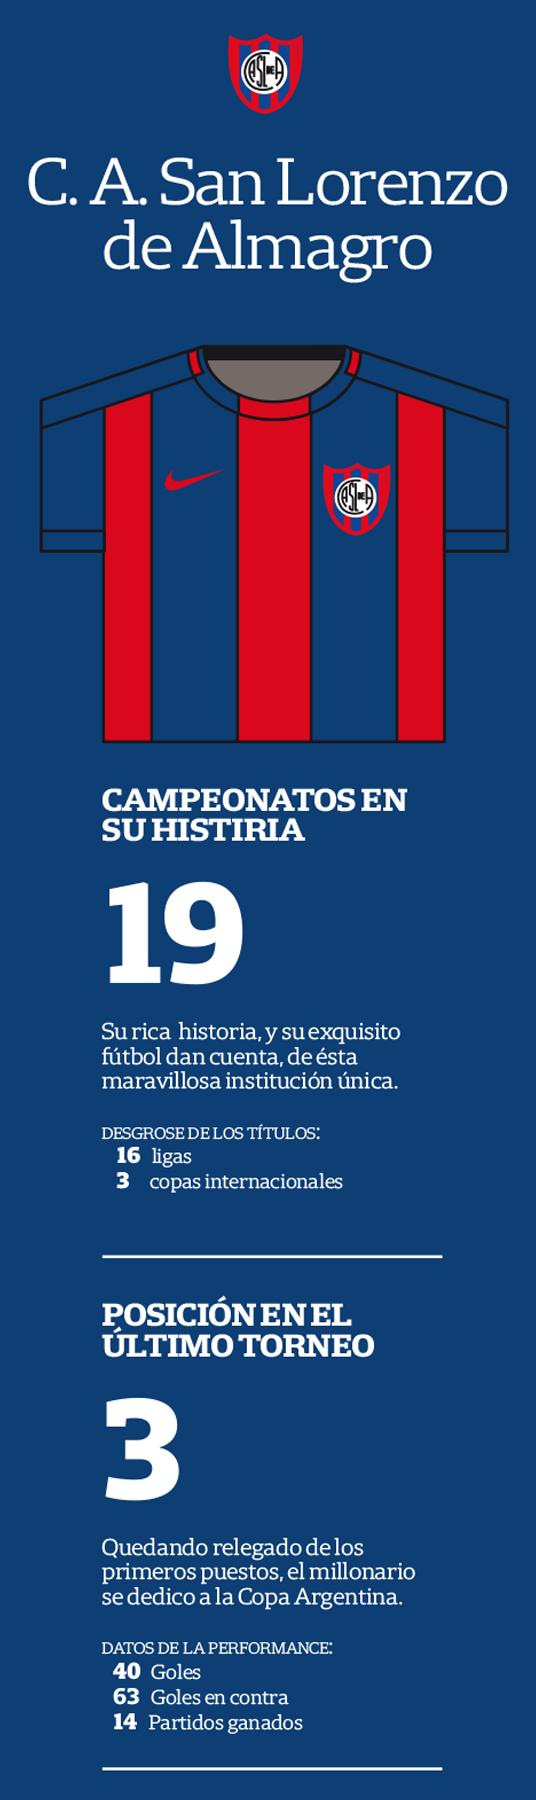 CASLDEA
C. A. San Lorenzo
de Almagro
CASLDEA
CAMPEONATOS EN
SU HISTIRIA
19
Su rica historia, y su exquisito
fútbol dan cuenta, de ésta
maravillosa institución única.
DESGROSE DE LOS TÍTULOS:
16 ligas
3 copas internacionales
POSICIÓN EN EL
ÚLTIMO TORNEO
3
Quedando relegado de los
primeros puestos, el millonario
se dedico a la Copa Argentina.
DATOS DE LA PERFORMANCE:
40 Goles
63 Goles en contra
14 Partidos ganados